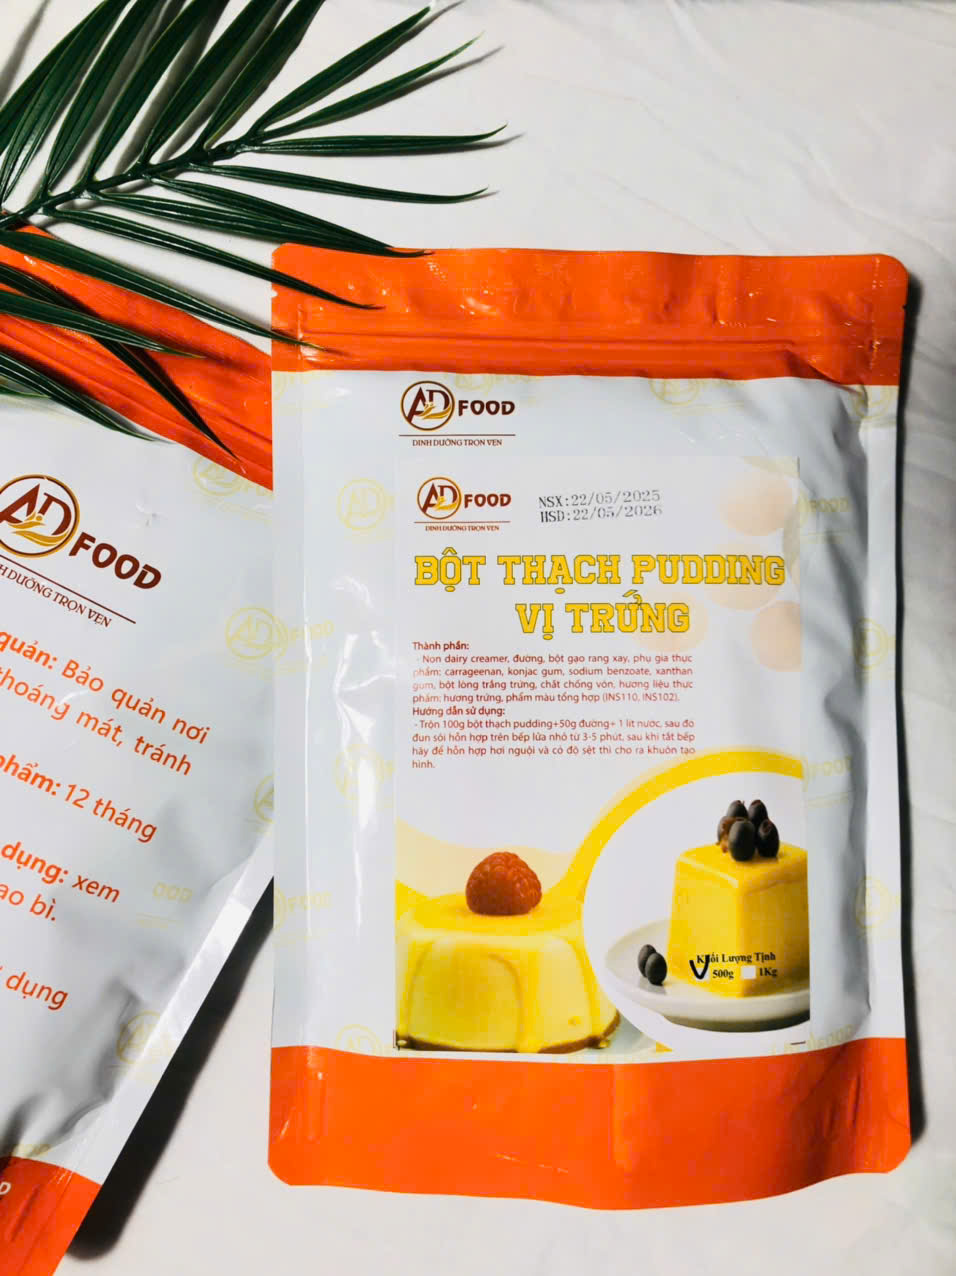 AD FOOD
DINH DƯỠNG TRỌN VẸN
AD FOOD
DINH DƯỠNG TRỌN VẸN
NSX:22/05/2025
HSD:22/05/2026
BỘT THẠCH PUDDING
VỊ TRỨNG
Thành phần:
- Non dairy creamer, đường, bột gạo rang xay, phụ gia thực
phẩm: carrageenan, konjac gum, sodium benzoate, xanthan
gum, bột lòng trắng trứng, chất chống vón, hương liệu thực
phẩm: hương trứng, phẩm màu tổng hợp (INS110, INS102).
Hướng dẫn sử dụng:
- Trộn 100g bột thạch pudding+50g đường+ 1 lít nước, sau đó
đun sôi hỗn hợp trên bếp lửa nhỏ từ 3-5 phút, sau khi tắt bếp
hãy để hỗn hợp hơi nguội và có độ sệt thì cho ra khuôn tạo
hình.
Khối Lượng Tịnh
500g 1Kg
AD FOOD
DƯỠNG TRỌN VẸN
quản: Bảo quản nơi
thoáng mát, tránh
phẩm: 12 tháng
dụng: xem
bì.
dụng